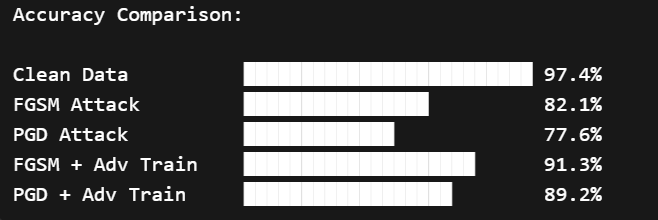 Accuracy Comparison:
Clean Data 97.4%
FGSM Attack 82.1%
PGD Attack 77.6%
FGSM + Adv Train 91.3%
PGD + Adv Train 89.2%